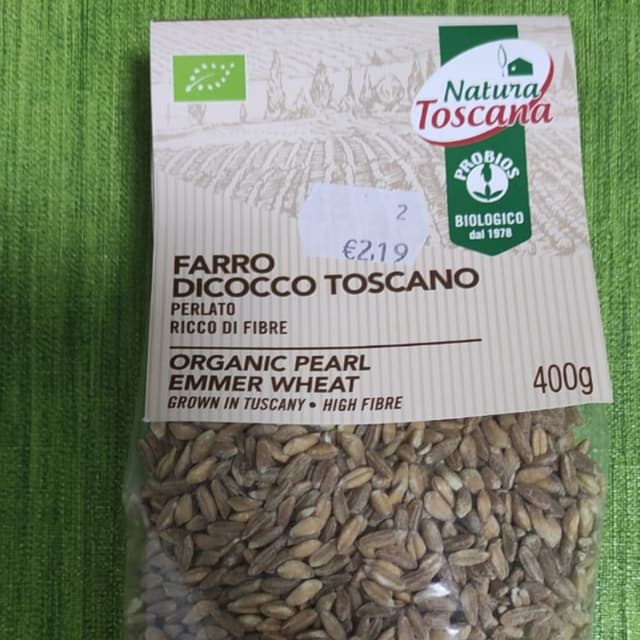 Natura
Toscana
PROBIOS
BIOLOGICO
dal 1978
2
€2,19
FARRO
DICOCCO TOSCANO
PERLATO
RICCO DI FIBRE
ORGANIC PEARL
EMMER WHEAT
GROWN IN TUSCANY • HIGH FIBRE
400g